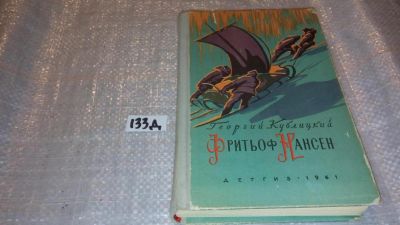 133д
Георгий Кублицкий
Фритьоф Нансен
ДЕТГИЗ-1961